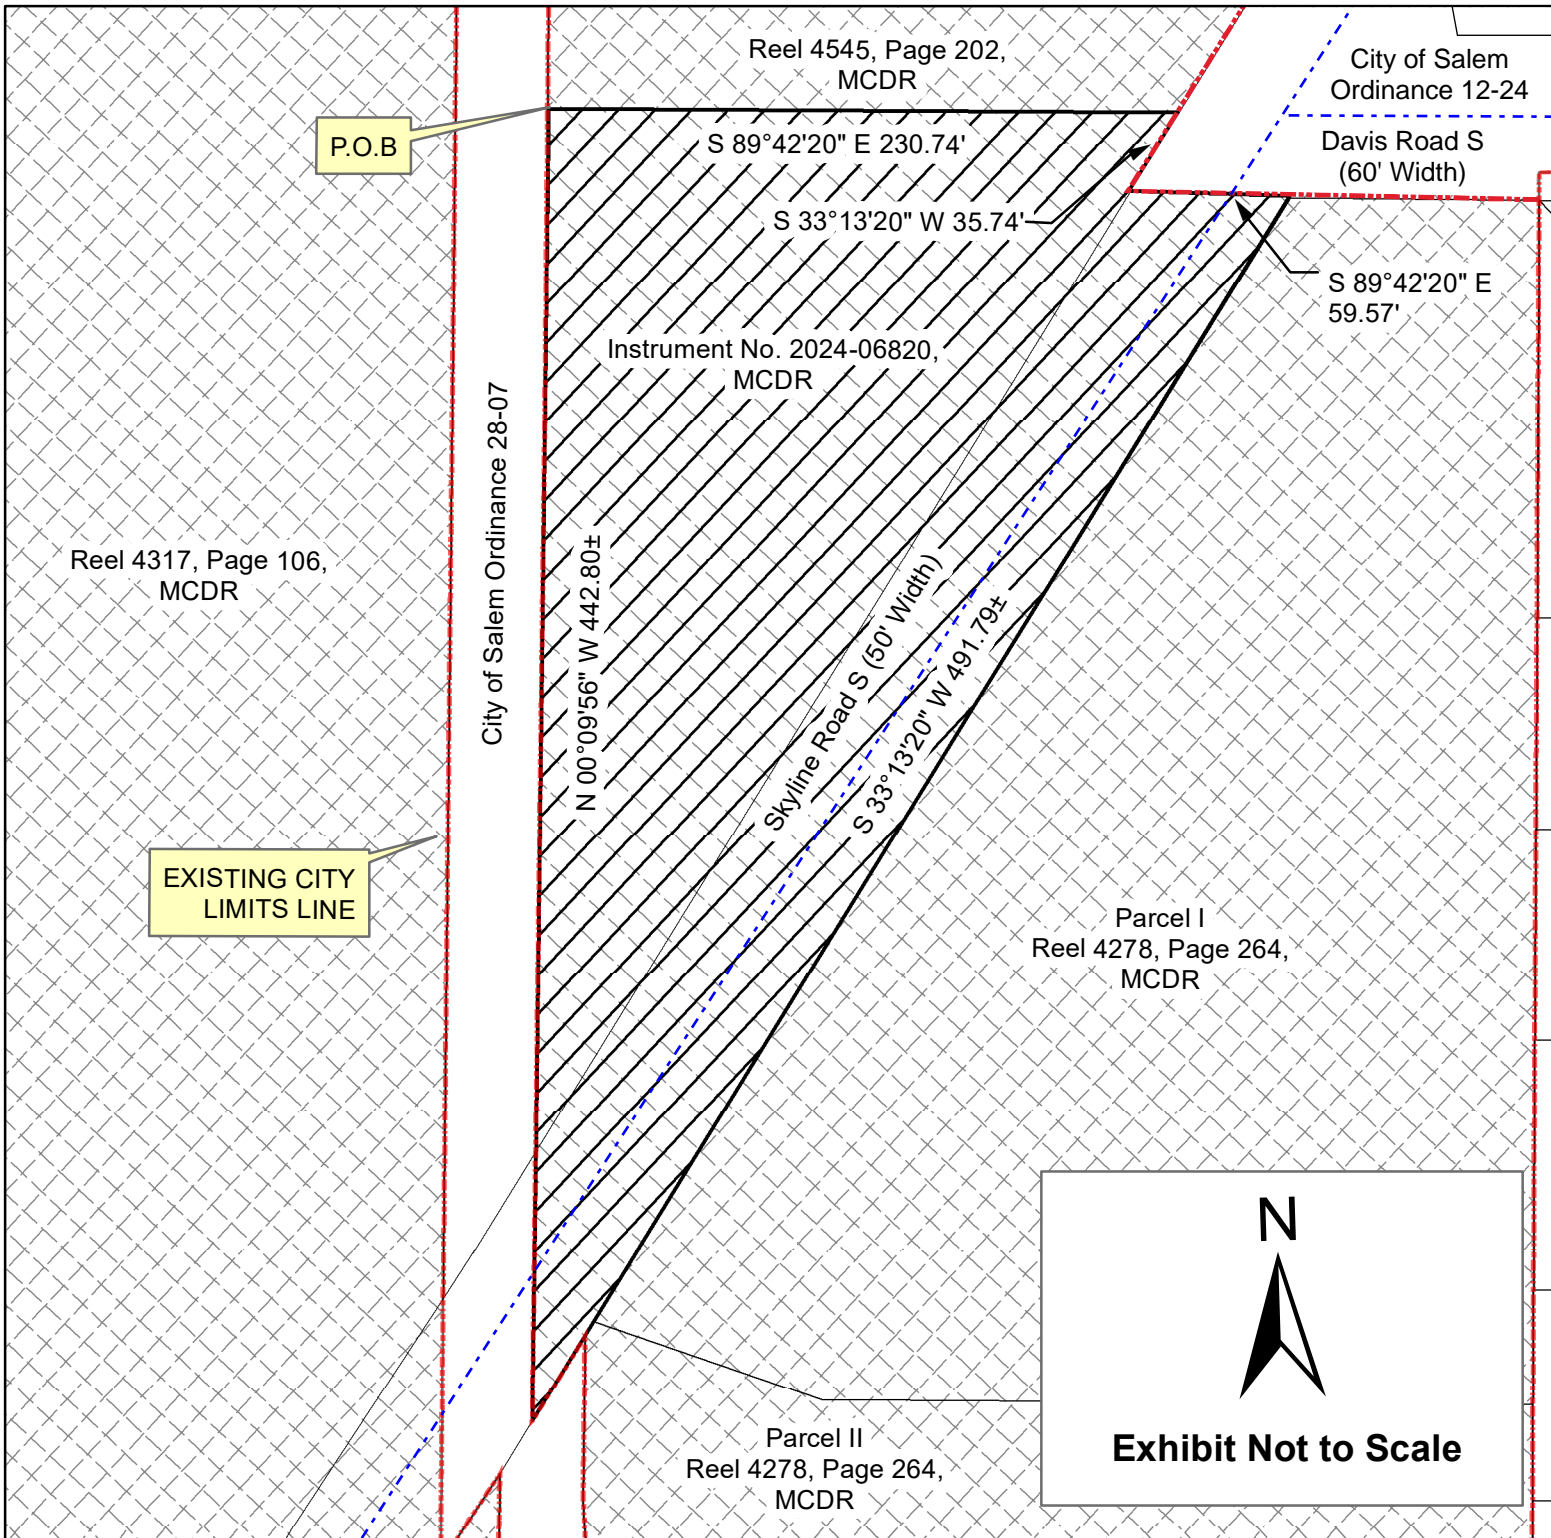 Reel 4545, Page 202,
MCDR
City of Salem
Ordinance 12-24
P.O.B
S 89°42'20" E 230.74'
Davis Road S
(60' Width)
S 33°13'20" W 35.74'
S 89°42'20" E
59.57'
Instrument No. 2024-06820,
MCDR
City of Salem Ordinance 28-07
Reel 4317, Page 106,
MCDR
N 00°09'56" W 442.80±
Skyline Road S (50' Width)
S 33°13'20" W 491.79±
EXISTING CITY
LIMITS LINE
Parcel I
Reel 4278, Page 264,
MCDR
N
Exhibit Not to Scale
Parcel II
Reel 4278, Page 264,
MCDR